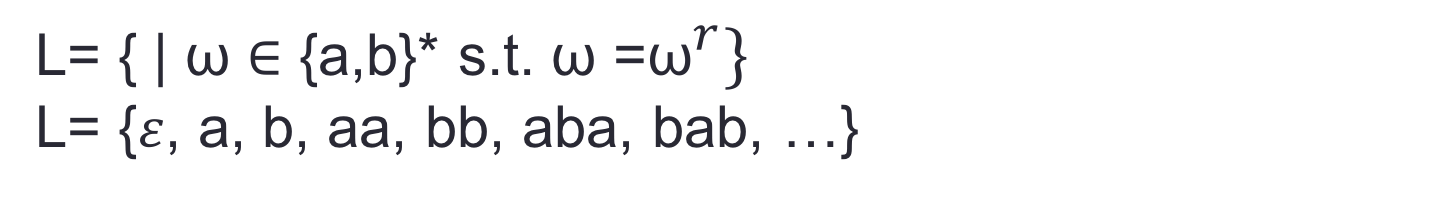 L= { | ω ∈ {a,b}* s.t. ω =ω^r}
L= {ε, a, b, aa, bb, aba, bab, …}